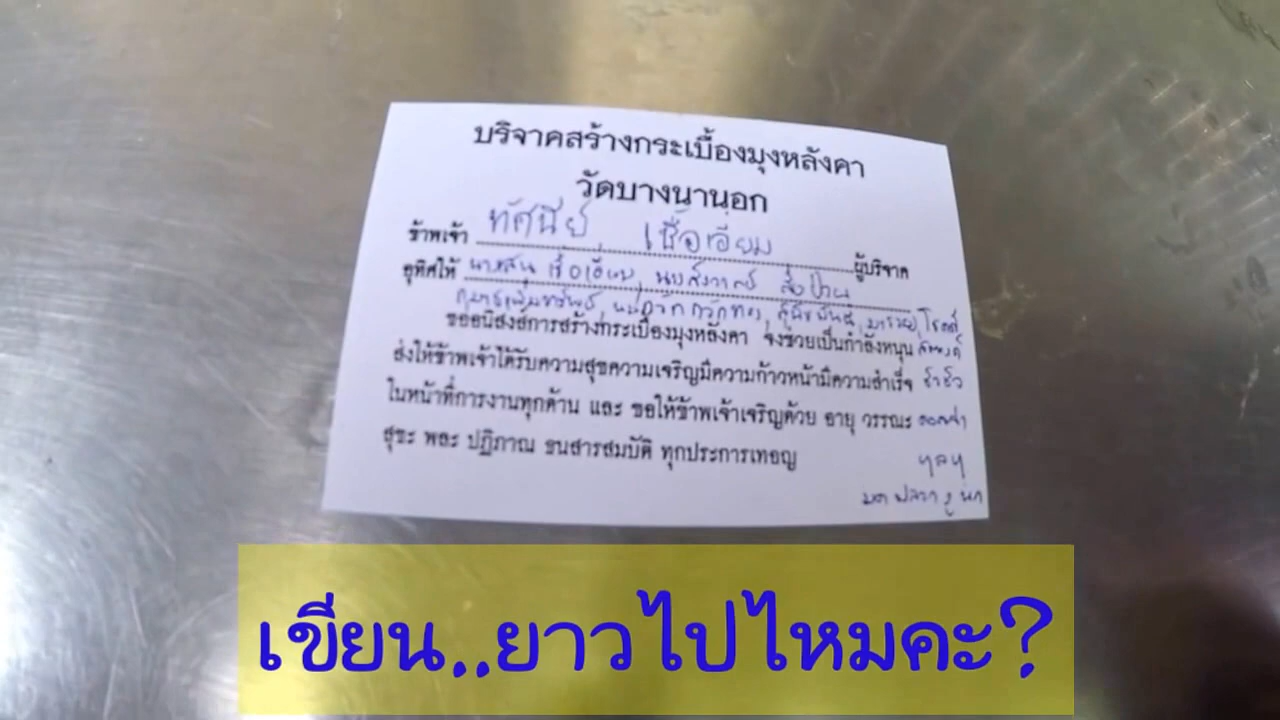 บริจาคสร้างกระเบื้องมุงหลังคา
วัดบางนานอก
ข้าพเจ้า ทัศนีย์ เชื้อเอี่ยม ผู้บริจาค
อุทิศให้
ขออนิสงส์การสร้างกระเบื้องมุงหลังคา จงช่วยเป็นกำลังหนุน
ส่งให้ข้าพเจ้าได้รับความสุขความเจริญมีความก้าวหน้ามีความสำเร็จ
ในหน้าที่การงานทุกด้าน และ ขอให้ข้าพเจ้าเจริญด้วย อายุ วรรณะ
สุขะ พละ ปฏิภาณ ธนสารสมบัติ ทุกประการเทอญ
ฯลฯ
เขียน..ยาวไปไหมคะ?